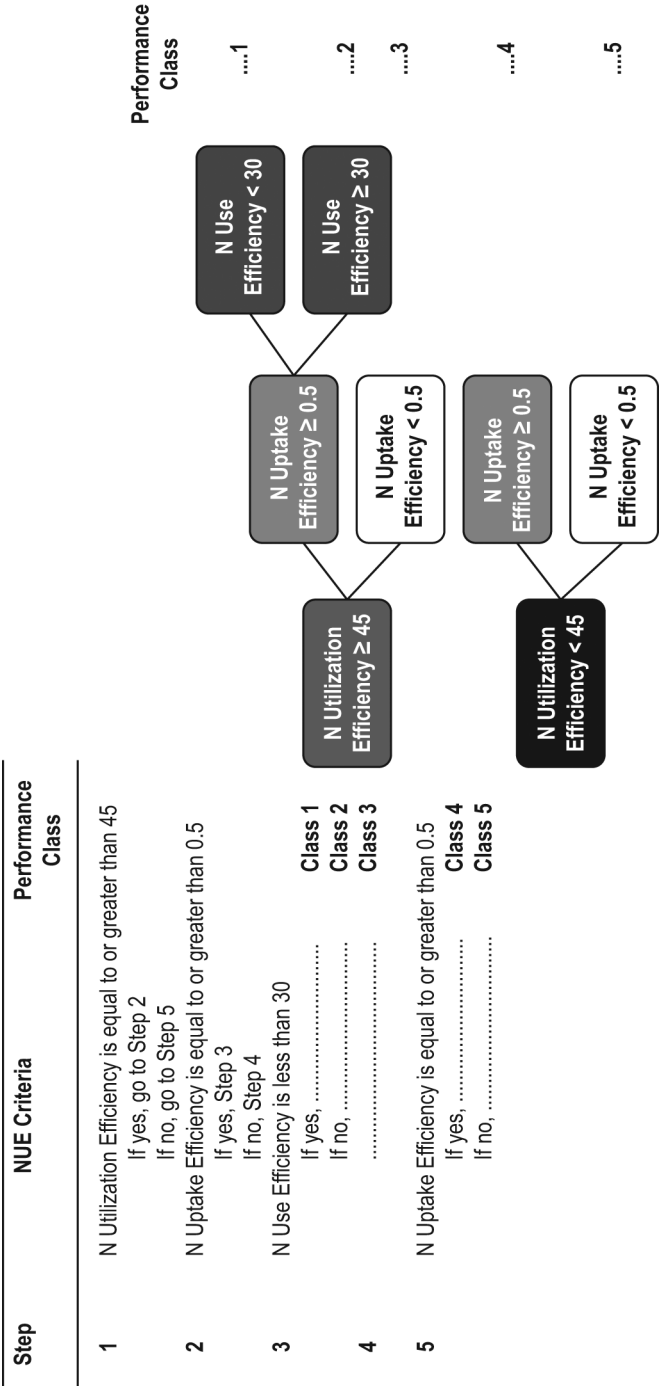 Step NUE Criteria Performance
Class
1 N Utilization Efficiency is equal to or greater than 45
If yes, go to Step 2
If no, go to Step 5
2 N Uptake Efficiency is equal to or greater than 0.5
If yes, Step 3
If no, Step 4
3 N Use Efficiency is less than 30
If yes, .............................. Class 1
If no, ................................ Class 2
4 .................................... Class 3
5 N Uptake Efficiency is equal to or greater than 0.5
If yes, .............................. Class 4
If no, ................................ Class 5
N Utilization
Efficiency ≥ 45
N Utilization
Efficiency < 45
N Uptake
Efficiency ≥ 0.5
N Uptake
Efficiency < 0.5
N Uptake
Efficiency ≥ 0.5
N Uptake
Efficiency < 0.5
N Use
Efficiency < 30
N Use
Efficiency ≥ 30
Performance
Class
....1
.....2
....3
....4
.....5